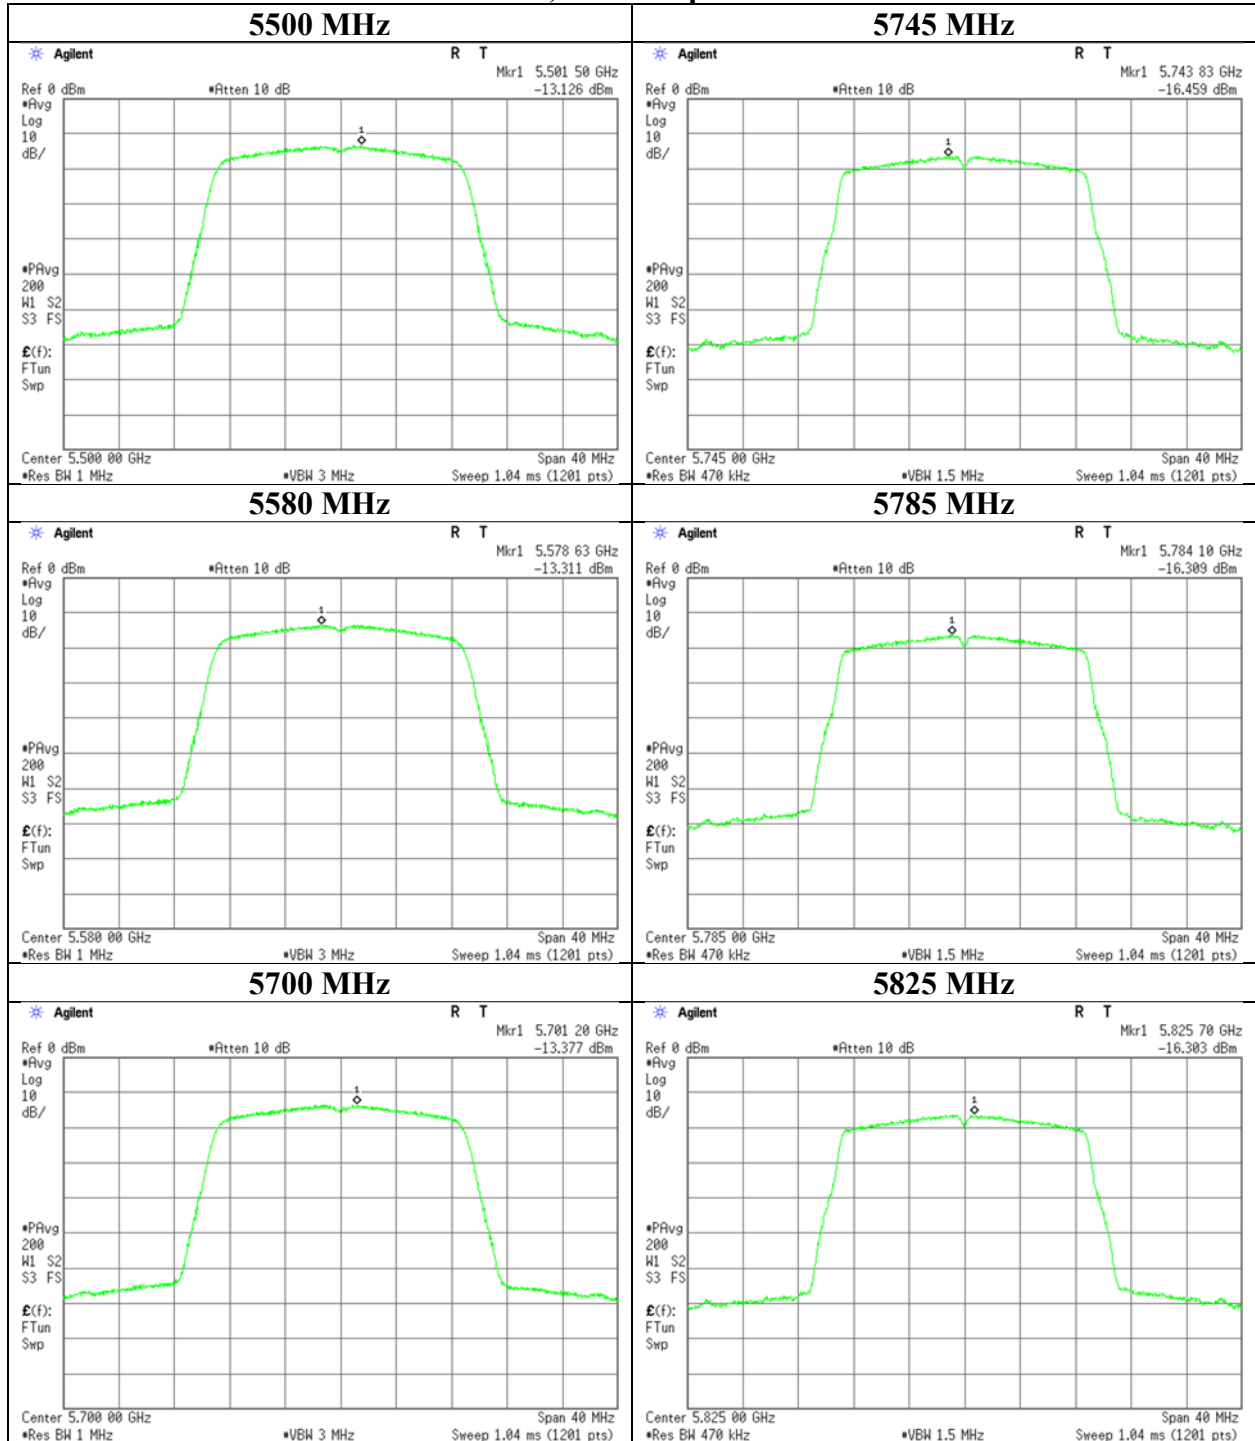 5500 MHz
Agilent R T
Mkr1 5.501 50 GHz
Ref 0 dBm #Atten 10 dB -13.126 dBm
#Avg
Log
10
dB/
1
#PAvg
200
W1 S2
S3 FS
£(f):
FTun
Swp
Center 5.500 00 GHz Span 40 MHz
#Res BW 1 MHz #VBW 3 MHz Sweep 1.04 ms (1201 pts)
5745 MHz
Agilent R T
Mkr1 5.743 83 GHz
Ref 0 dBm #Atten 10 dB -16.459 dBm
#Avg
Log
10
dB/
1
#PAvg
200
W1 S2
S3 FS
£(f):
FTun
Swp
Center 5.745 00 GHz Span 40 MHz
#Res BW 470 kHz #VBW 1.5 MHz Sweep 1.04 ms (1201 pts)
5580 MHz
Agilent R T
Mkr1 5.578 63 GHz
Ref 0 dBm #Atten 10 dB -13.311 dBm
#Avg
Log
10
dB/
1
#PAvg
200
W1 S2
S3 FS
£(f):
FTun
Swp
Center 5.580 00 GHz Span 40 MHz
#Res BW 1 MHz #VBW 3 MHz Sweep 1.04 ms (1201 pts)
5785 MHz
Agilent R T
Mkr1 5.784 10 GHz
Ref 0 dBm #Atten 10 dB -16.309 dBm
#Avg
Log
10
dB/
1
#PAvg
200
W1 S2
S3 FS
£(f):
FTun
Swp
Center 5.785 00 GHz Span 40 MHz
#Res BW 470 kHz #VBW 1.5 MHz Sweep 1.04 ms (1201 pts)
5700 MHz
Agilent R T
Mkr1 5.701 20 GHz
Ref 0 dBm #Atten 10 dB -13.377 dBm
#Avg
Log
10
dB/
1
#PAvg
200
W1 S2
S3 FS
£(f):
FTun
Swp
Center 5.700 00 GHz Span 40 MHz
#Res BW 1 MHz #VBW 3 MHz Sweep 1.04 ms (1201 pts)
5825 MHz
Agilent R T
Mkr1 5.825 70 GHz
Ref 0 dBm #Atten 10 dB -16.303 dBm
#Avg
Log
10
dB/
1
#PAvg
200
W1 S2
S3 FS
£(f):
FTun
Swp
Center 5.825 00 GHz Span 40 MHz
#Res BW 470 kHz #VBW 1.5 MHz Sweep 1.04 ms (1201 pts)